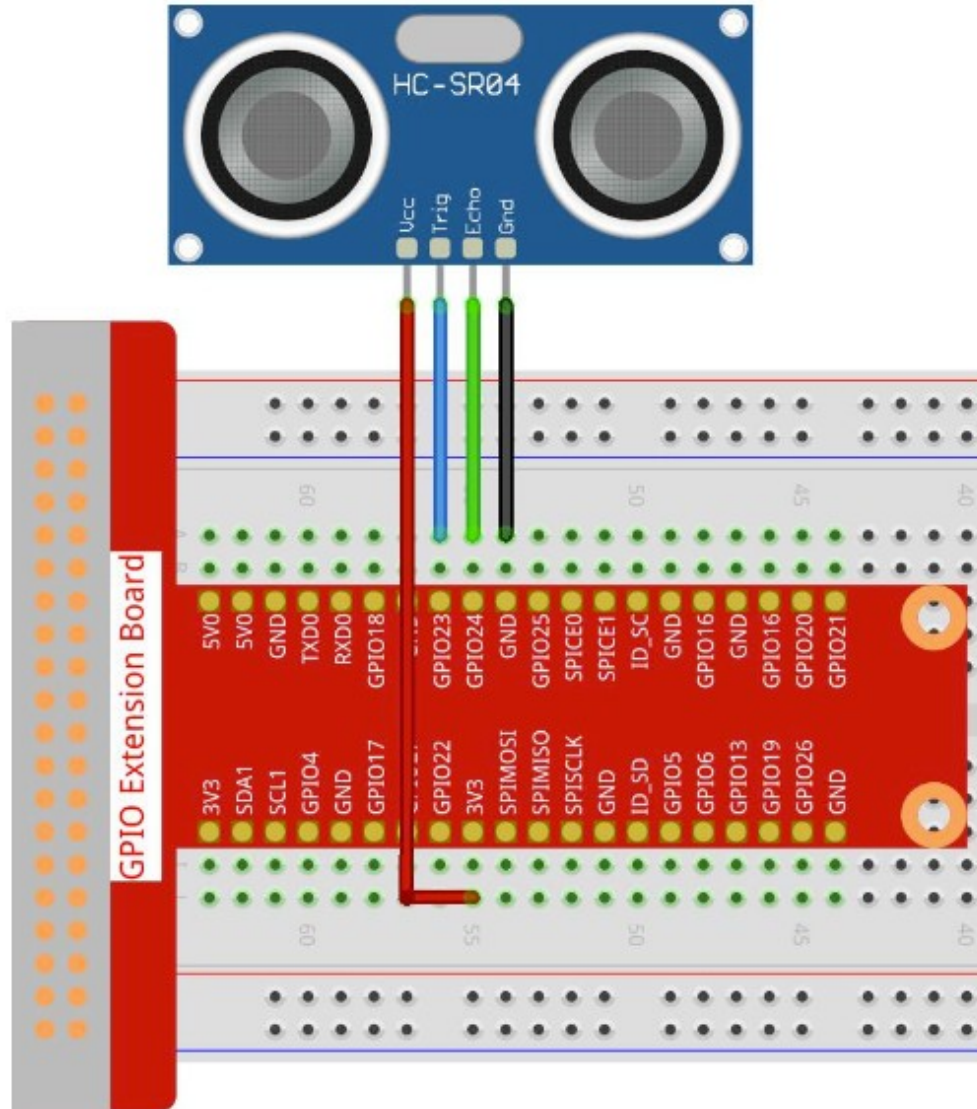 HC-SR04
Vcc
Trig
Echo
Gnd
GPIO Extension Board
60
50
45
40
5V0
5V0
GND
TXD0
RXD0
GPIO18
GPIO23
GPIO24
GND
GPIO25
SPICE0
SPICE1
ID_SC
GND
GPIO16
GND
GPIO16
GPIO20
GPIO21
3V3
SDA1
SCL1
GPIO4
GND
GPIO17
GPIO22
3V3
SPIMOSI
SPIMISO
SPISCLK
GND
ID_SD
GPIO5
GPIO6
GPIO13
GPIO19
GPIO26
GND
60
55
50
45
40